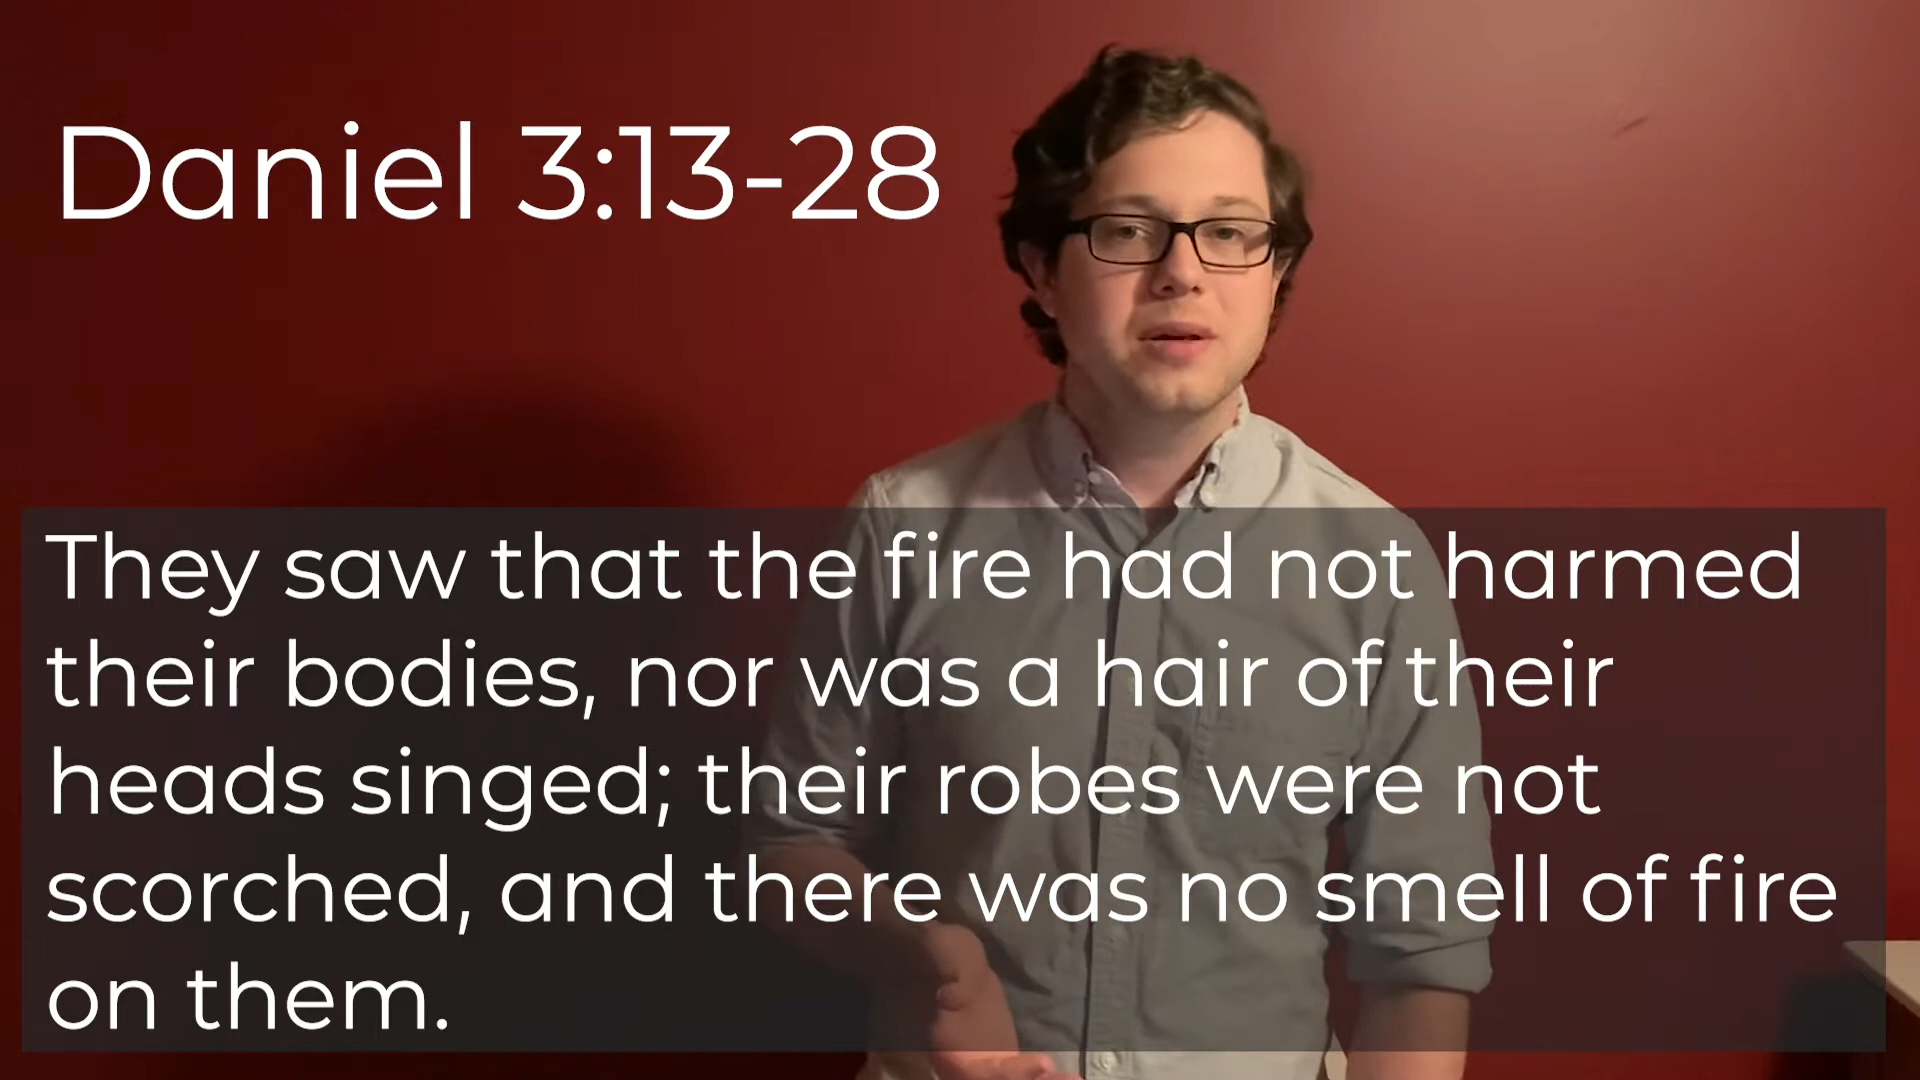 Daniel 3:13-28
They saw that the fire had not harmed
their bodies, nor was a hair of their
heads singed; their robes were not
scorched, and there was no smell of fire
on them.